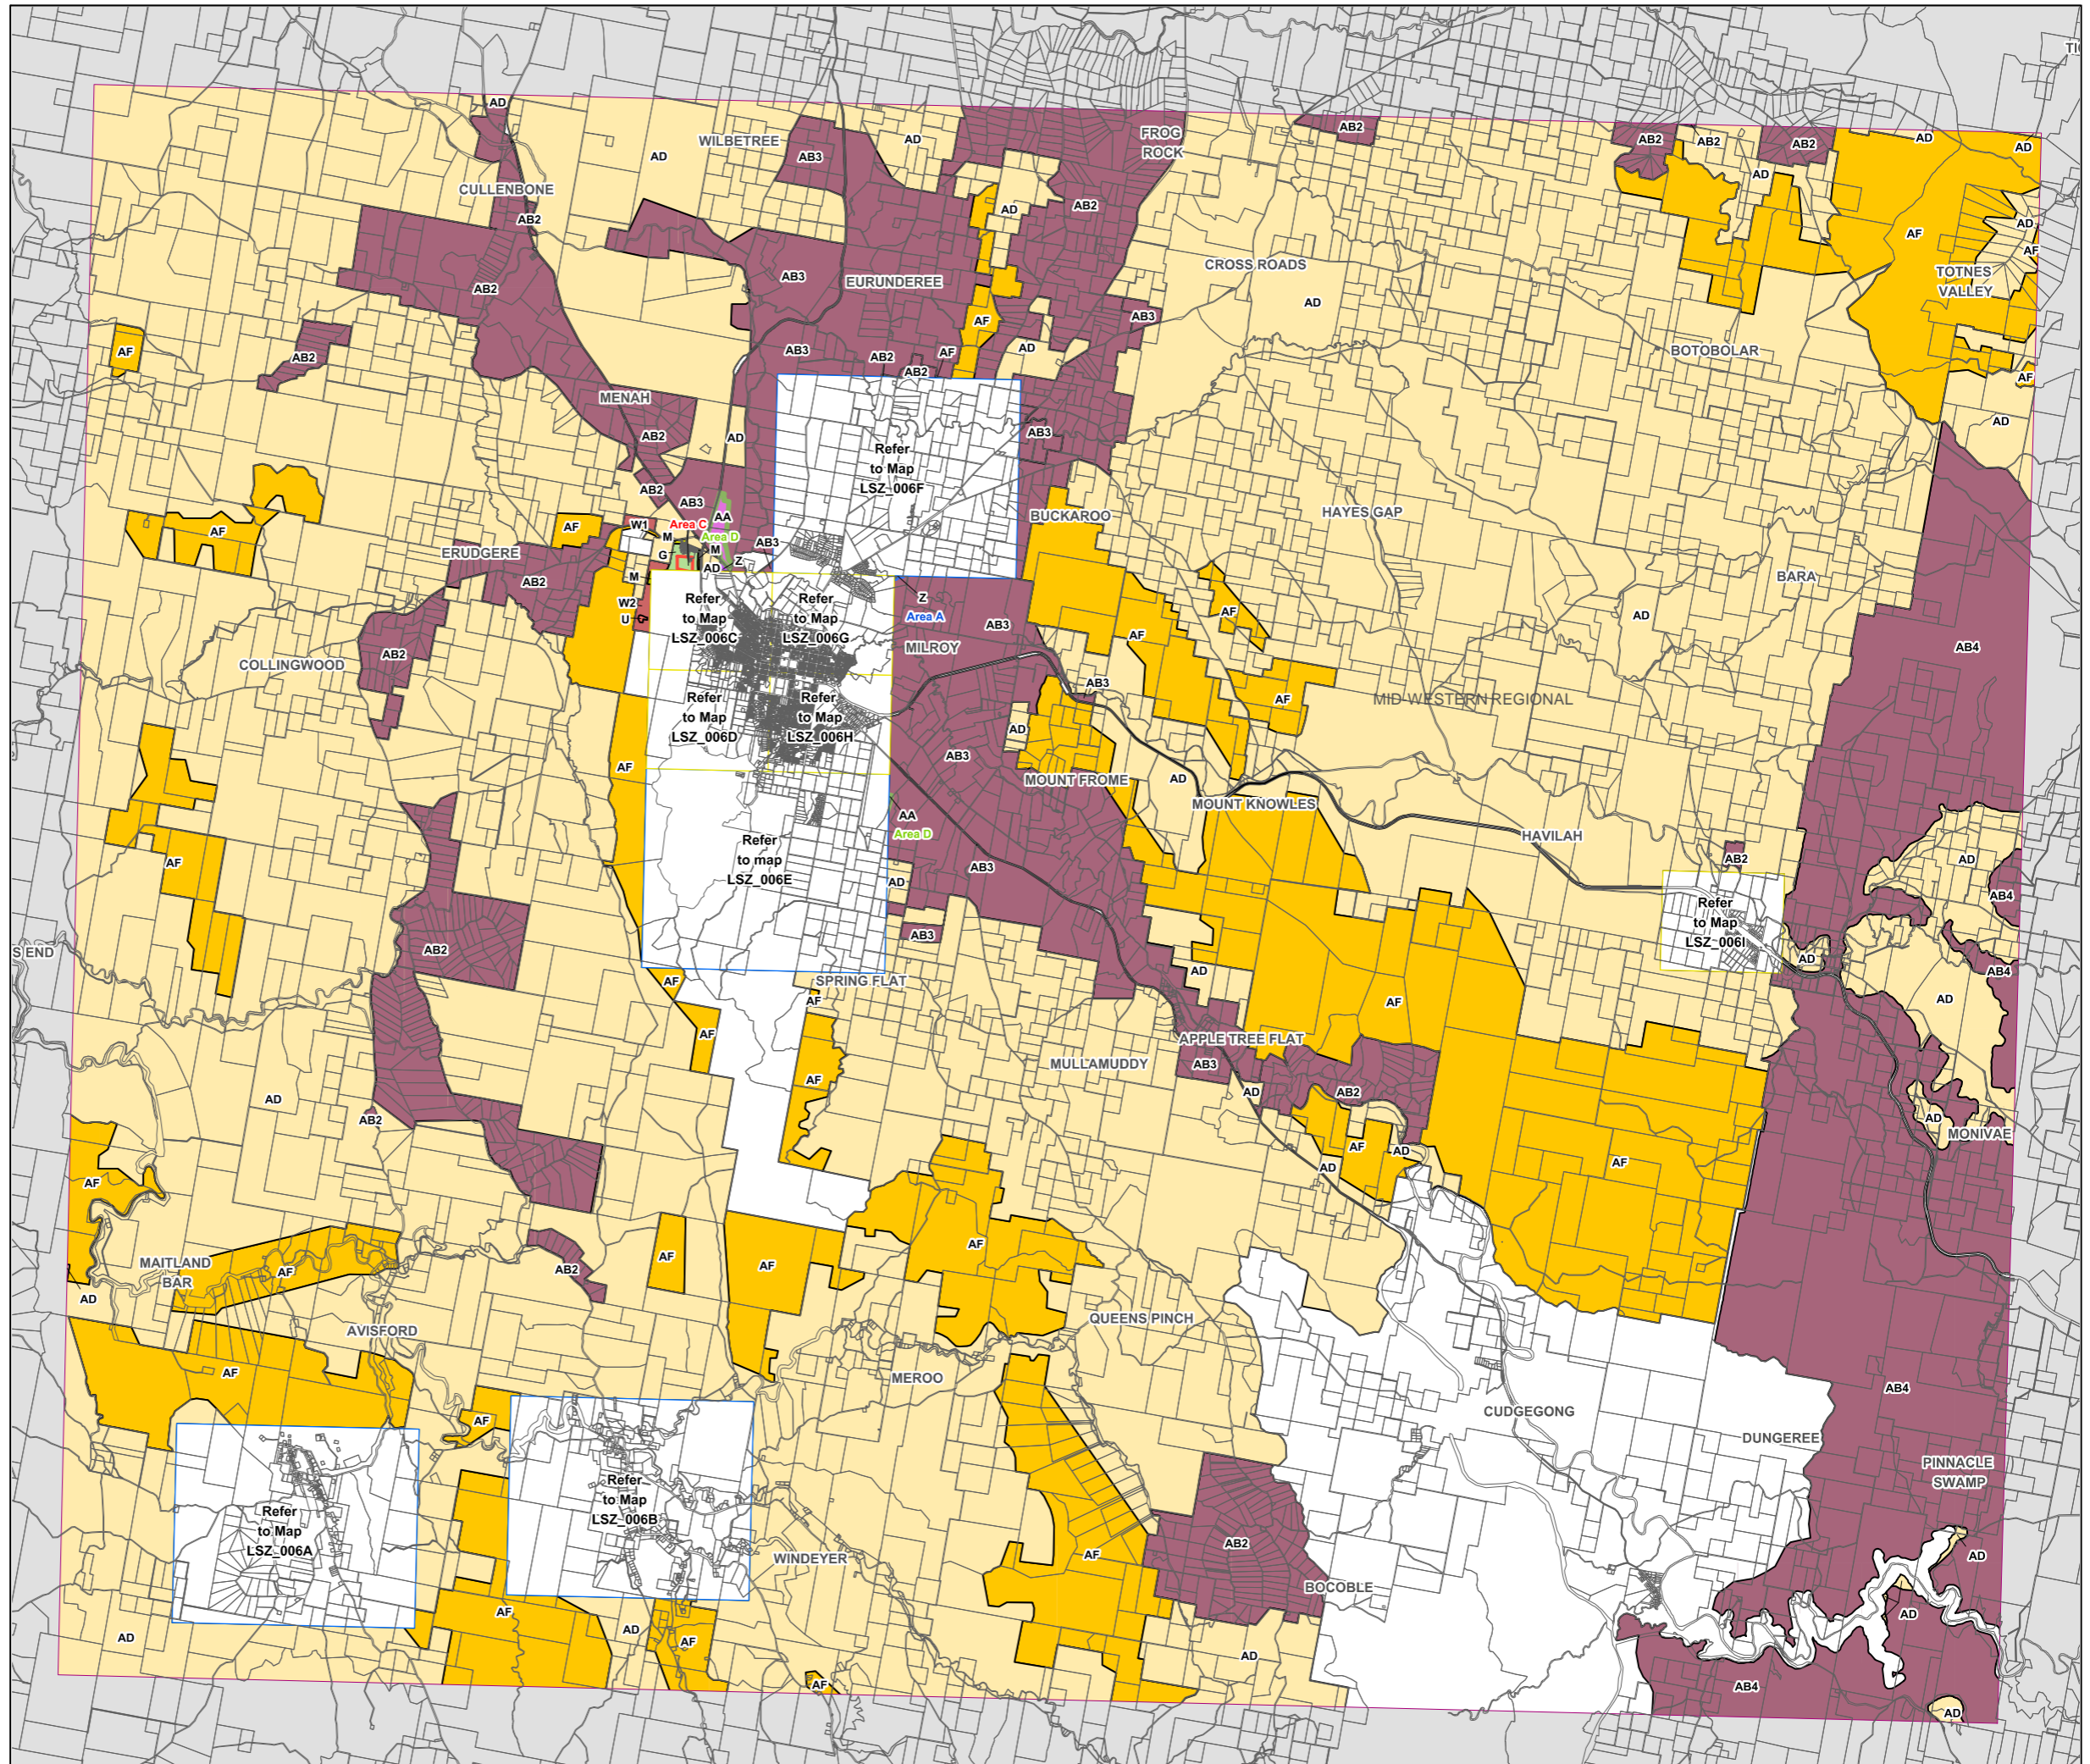 TI
AD
FROG
ROCK
AB2
AB2
AB2
AB2
AD
AD
WILBETREE
AD
AD
AB3
AD
CULLENBONE
AB2
AD
AB2
AD
AD
AF
AF
CROSS ROADS
TOTNES
VALLEY
AB3
EURUNDEREE
AB2
AD
AB3
AF
AB3
AB2
AF
AD
BOTOBOLAR
AF
AB2
AB2
AF
MENAH
AD
AB2
AD
AB3
Refer
to Map
LSZ_006F
AB2
AB3
AA
BUCKAROO
HAYES GAP
W1
Area C
M
Area D
AF
AF
ERUDGERE
G
M
AB3
Z
AD
M
AB2
BARA
W2
U
Refer
to Map
LSZ_006C
Refer
to Map
LSZ_006G
Z
Area A
AB3
AF
AD
AF
MILROY
AB4
COLLINGWOOD
AB2
AB3
AF
MID-WESTERN REGIONAL
Refer
to Map
LSZ_006D
Refer
to Map
LSZ_006H
AD
AB3
AF
MOUNT FROME
AD
MOUNT KNOWLES
AA
Area D
HAVILAH
AF
Refer
to map
LSZ_006E
AB3
AD
AB2
AD
AB4
Refer
to Map
LSZ_006I
AB3
AB2
S END
AD
AB4
AD
AF
SPRING FLAT
AF
AF
AD
AF
APPLE TREE FLAT
MULLAMUDDY
AB3
AF
AD
AB2
AD
AB2
AD
MONIVAE
AF
AD
AF
AD
AF
AF
AB2
AF
AF
AF
MAITLAND
BAR
AF
AD
QUEENS PINCH
AVISFORD
AF
MEROO
AB4
AF
CUDGEGONG
DUNGEREE
PINNACLE
SWAMP
Refer
to Map
LSZ_006A
Refer
to Map
LSZ_006B
WINDEYER
AF
AB2
BOCOBLE
AD
AD
AF
AD
AD
AF
AD
AF
AB4
AD